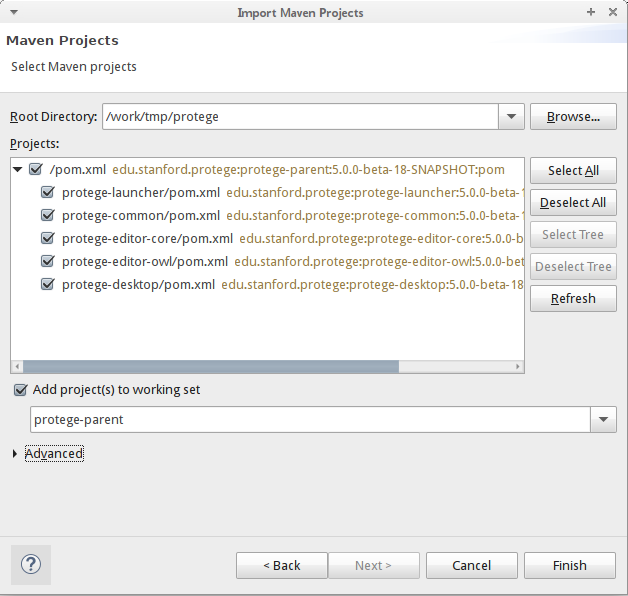 Import Maven Projects
Maven Projects
Select Maven projects
Root Directory: /work/tmp/protege Browse...
Projects:
/pom.xml edu.stanford.protege:protege-parent:5.0.0-beta-18-SNAPSHOT:pom Select All
protege-launcher/pom.xml edu.stanford.protege:protege-launcher:5.0.0-beta-1
Deselect All
protege-common/pom.xml edu.stanford.protege:protege-common:5.0.0-beta-1
Select Tree
protege-editor-core/pom.xml edu.stanford.protege:protege-editor-core:5.0.0-b
protege-editor-owl/pom.xml edu.stanford.protege:protege-editor-owl:5.0.0-bet
Deselect Tree
protege-desktop/pom.xml edu.stanford.protege:protege-desktop:5.0.0-beta-18
Refresh
Add project(s) to working set
protege-parent
Advanced
? < Back Next > Cancel Finish